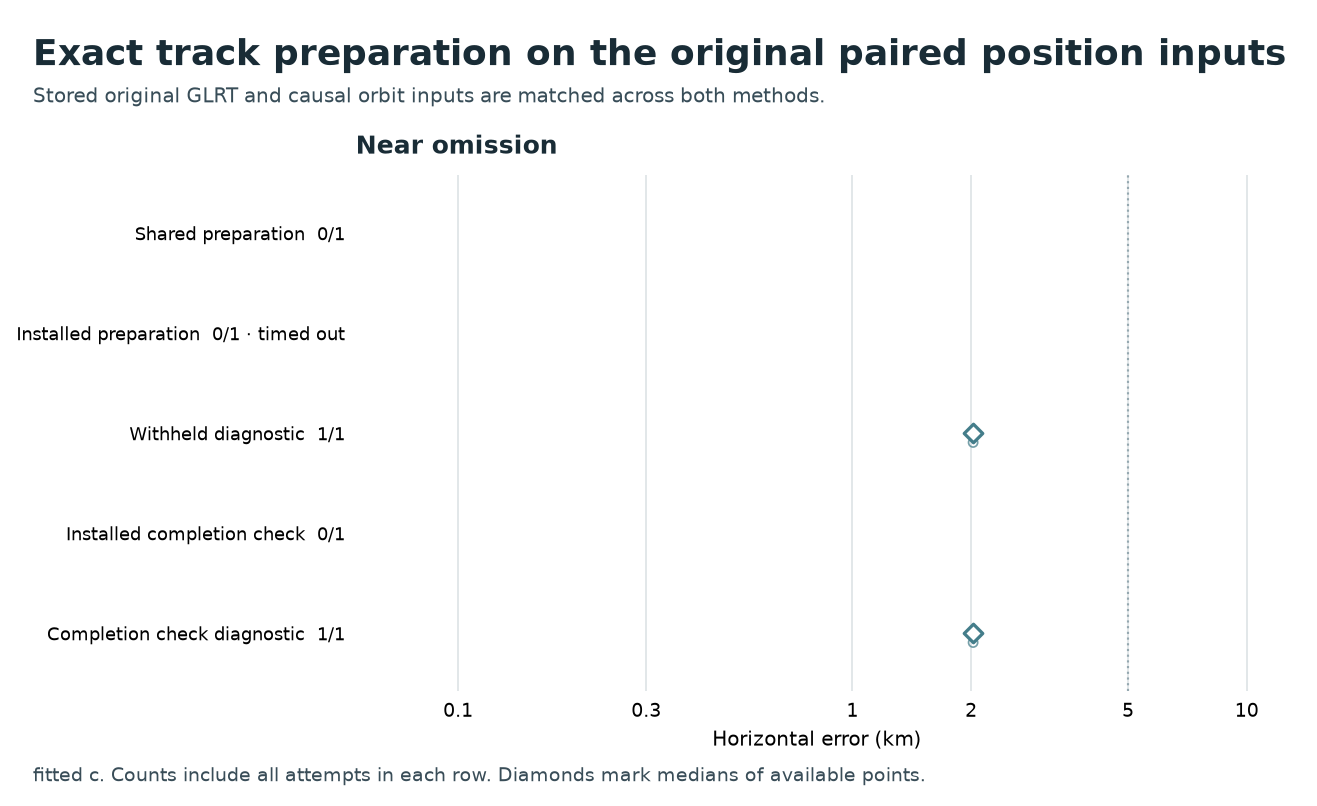 Exact track preparation on the original paired position inputs
Stored original GLRT and causal orbit inputs are matched across both methods.
Near omission
Shared preparation  0/1
Installed preparation  0/1 · timed out
Withheld diagnostic  1/1
Installed completion check  0/1
Completion check diagnostic  1/1
0.1 0.3 1 2 5 10
Horizontal error (km)
fitted c. Counts include all attempts in each row. Diamonds mark medians of available points.